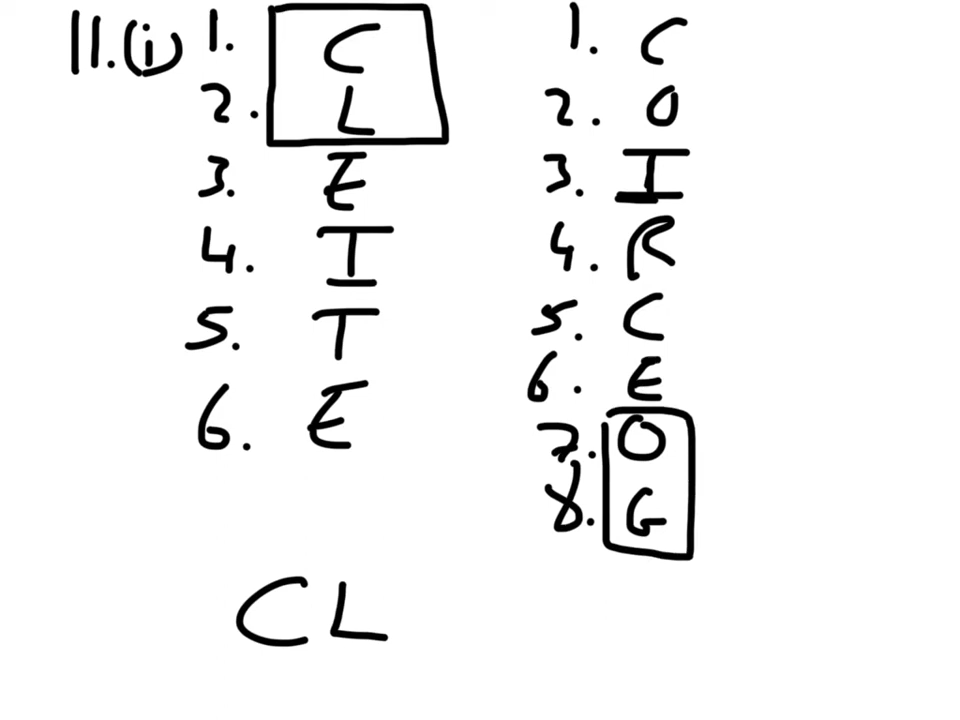 11.(i) 1. C
2. L
3. E
4. I
5. T
6. E
1. C
2. O
3. I
4. R
5. C
6. E
7. O
8. G
CL